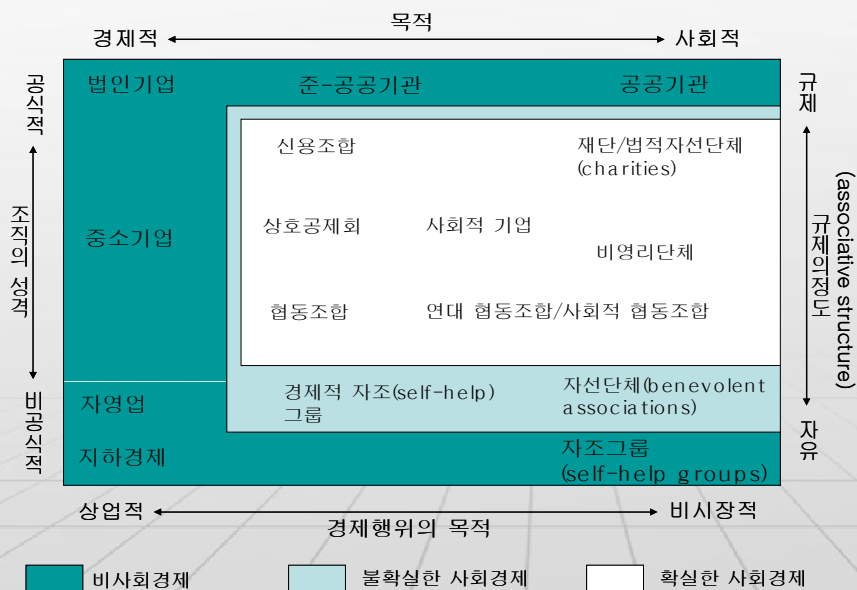 목적
경제적
사회적
공식적
조직의 성격
비공식적
법인기업
준-공공기관
공공기관
신용조합
재단/법적자선단체
(charities)
중소기업
상호공제회
사회적 기업
비영리단체
협동조합
연대 협동조합/사회적 협동조합
자영업
경제적 자조(self-help)
그룹
자선단체(benevolent
associations)
지하경제
자조그룹
(self-help groups)
규제
규제의정도
(associative structure)
자유
상업적
비시장적
경제행위의 목적
비사회경제
불확실한 사회경제
확실한 사회경제